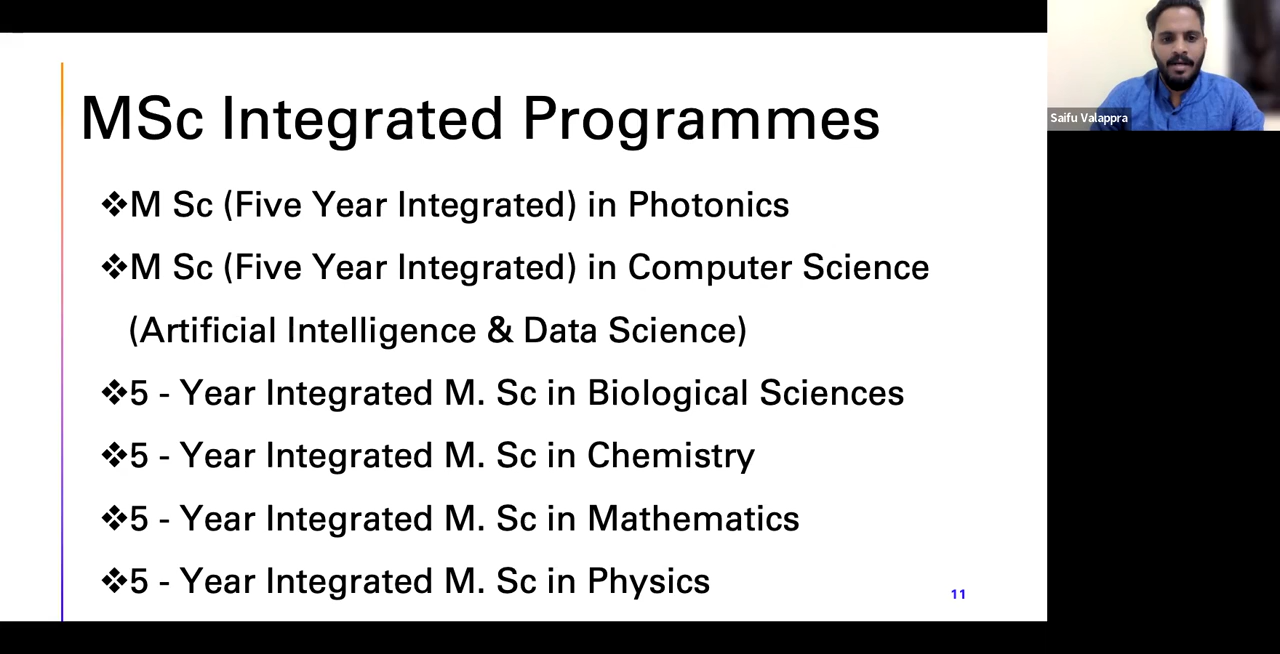 MSc Integrated Programmes
❖M Sc (Five Year Integrated) in Photonics
❖M Sc (Five Year Integrated) in Computer Science
(Artificial Intelligence & Data Science)
❖5 - Year Integrated M. Sc in Biological Sciences
❖5 - Year Integrated M. Sc in Chemistry
❖5 - Year Integrated M. Sc in Mathematics
❖5 - Year Integrated M. Sc in Physics
11
Saifu Valappra